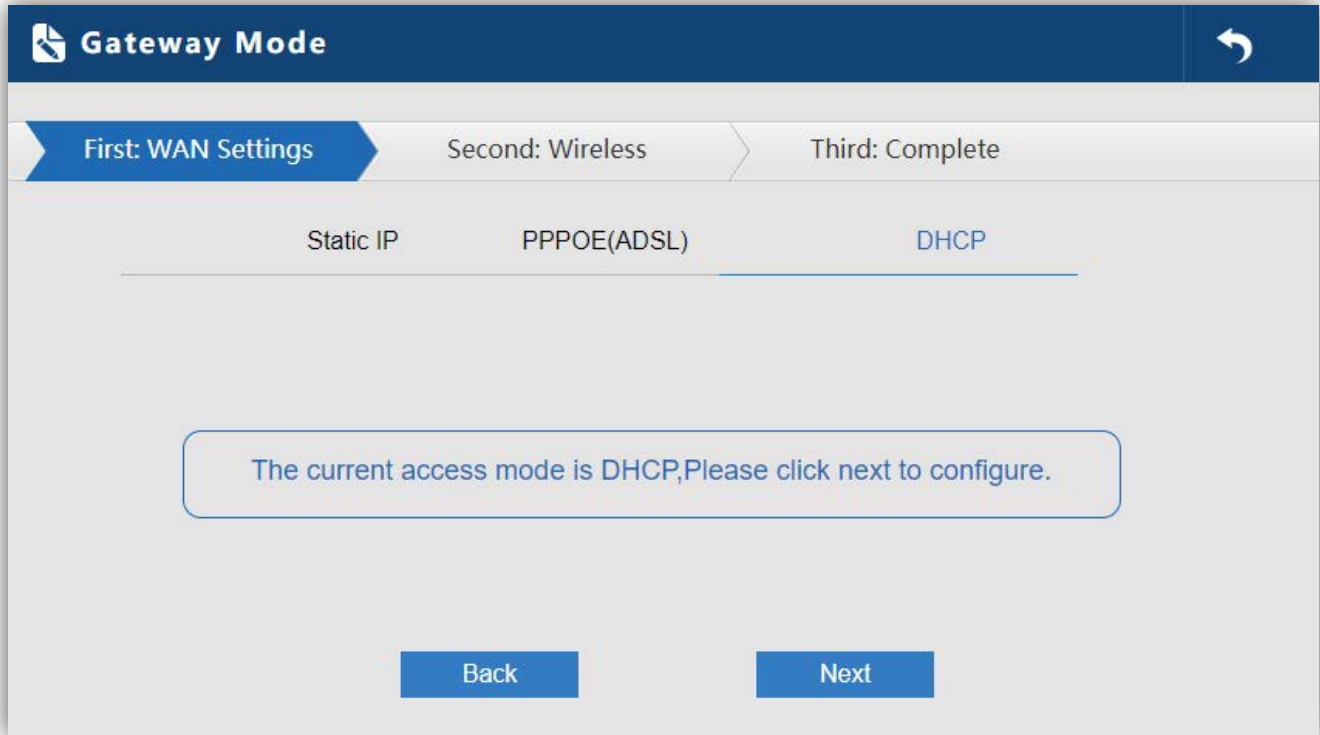 Gateway Mode
First: WAN Settings Second: Wireless Third: Complete
Static IP PPPOE(ADSL) DHCP
The current access mode is DHCP,Please click next to configure.
Back Next